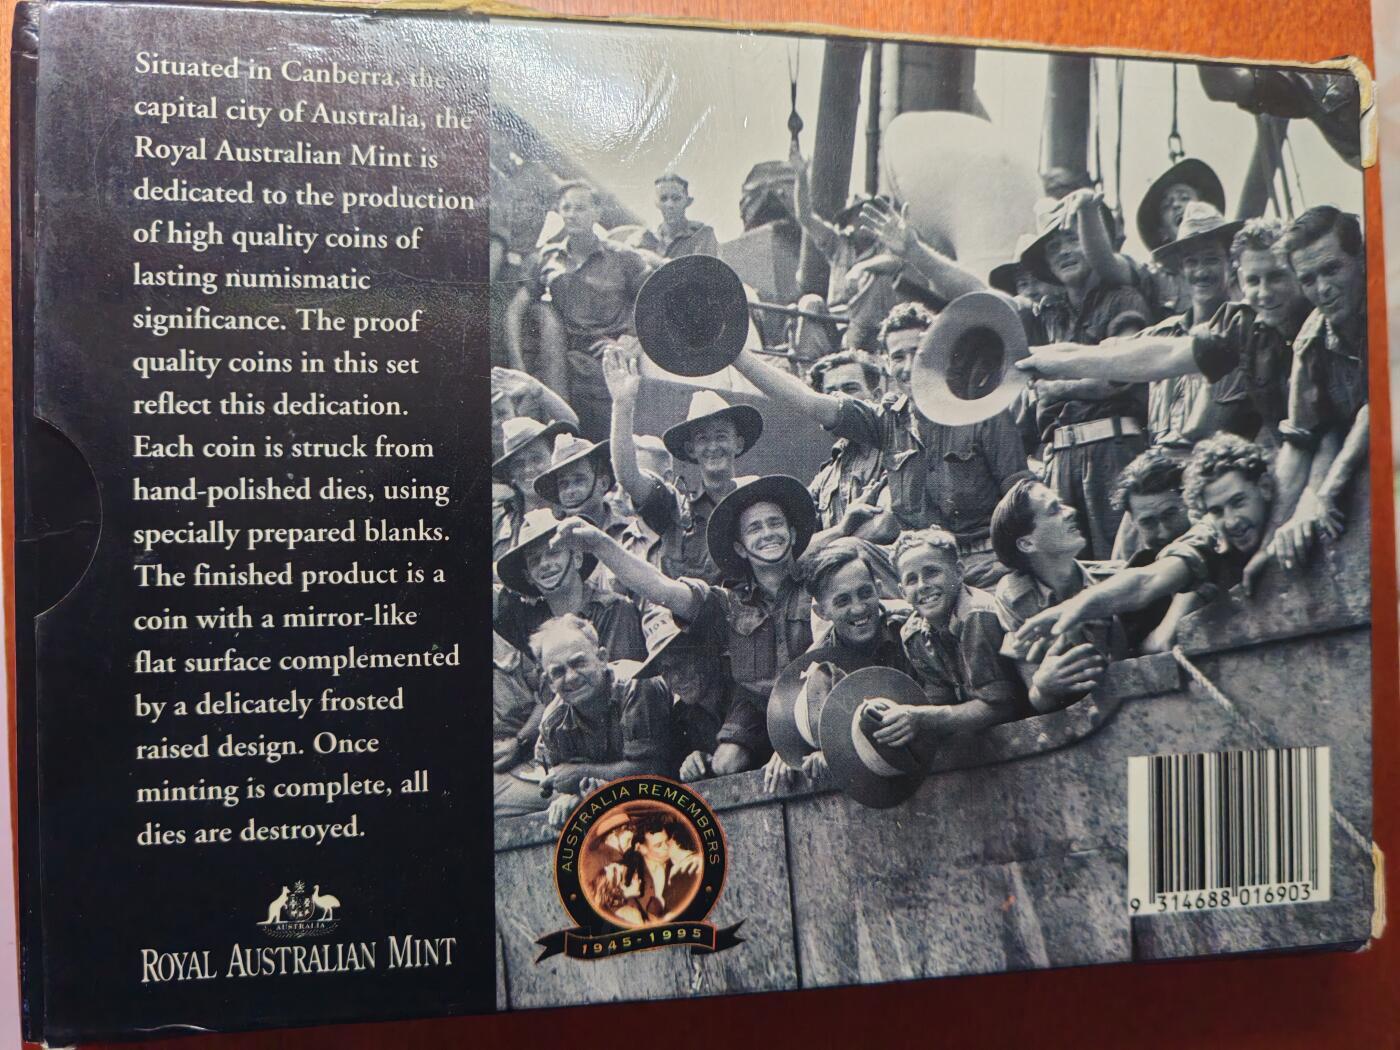 Situated in Canberra, the
capital city of Australia, the
Royal Australian Mint is
dedicated to the production
of high quality coins of
lasting numismatic
significance. The proof
quality coins in this set
reflect this dedication.
Each coin is struck from
hand-polished dies, using
specially prepared blanks.
The finished product is a
coin with a mirror-like
flat surface complemented
by a delicately frosted
raised design. Once
minting is complete, all
dies are destroyed.
AUSTRALIA
ROYAL AUSTRALIAN MINT
AUSTRALIA REMEMBERS
1945-1995
9 314688 016903